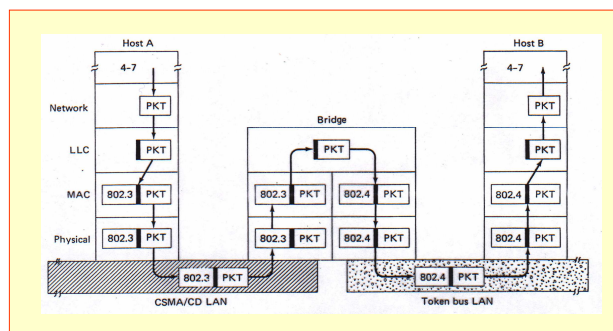 Host A Host B
4-7 4-7
Bridge
Network PKT PKT
LLC PKT PKT PKT
MAC 802.3 PKT 802.3 PKT 802.4 PKT 802.4 PKT
Physical 802.3 PKT 802.3 PKT 802.4 PKT 802.4 PKT
802.3 PKT 802.4 PKT
CSMA/CD LAN Token bus LAN